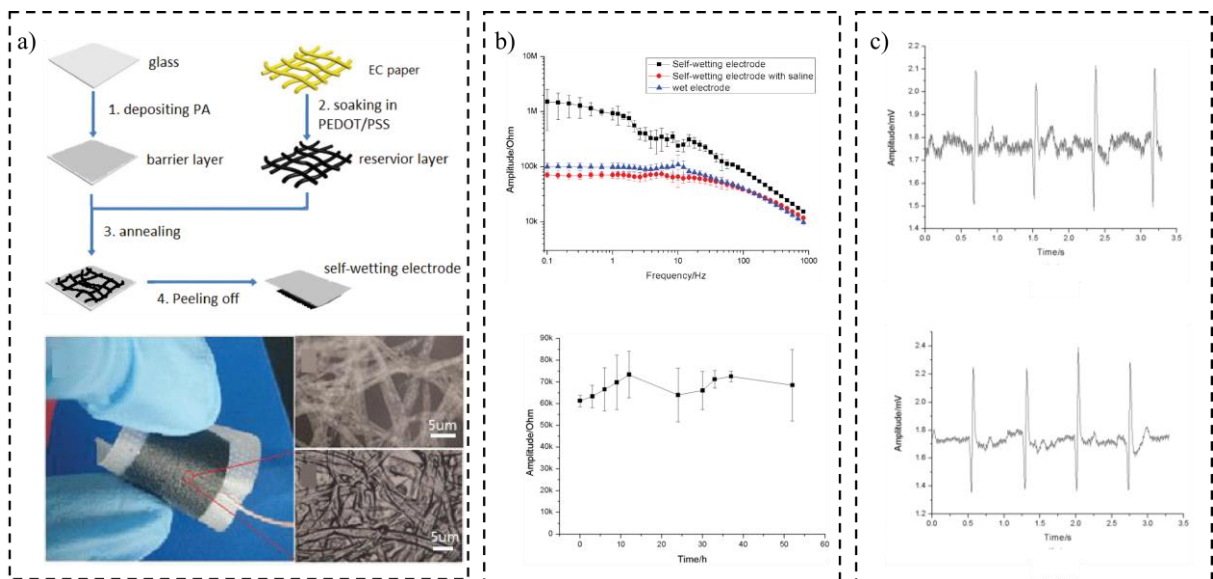 a)
glass
EC paper
1. depositing PA
2. soaking in
PEDOT/PSS
barrier layer
reservior layer
3. annealing
self-wetting electrode
4. Peeling off
5um
5um
b)
Self-wetting electrode
Self-wetting electrode with saline
wet electrode
Amplitude/Ohm
10M
1M
100k
10k
0.1
1
10
100
1000
Frequency/Hz
Amplitude/Ohm
90k
80k
70k
60k
50k
40k
30k
20k
10k
0
0
10
20
30
40
50
60
Time/h
c)
Amplitude/mV
2.2
2.1
2.0
1.9
1.8
1.7
1.6
1.5
1.4
0.0
0.5
1.0
1.5
2.0
2.5
3.0
3.5
Time/s
Amplitude/mV
2.6
2.4
2.2
2.0
1.8
1.6
1.4
1.2
0.0
0.5
1.0
1.5
2.0
2.5
3.0
3.5
Time/s